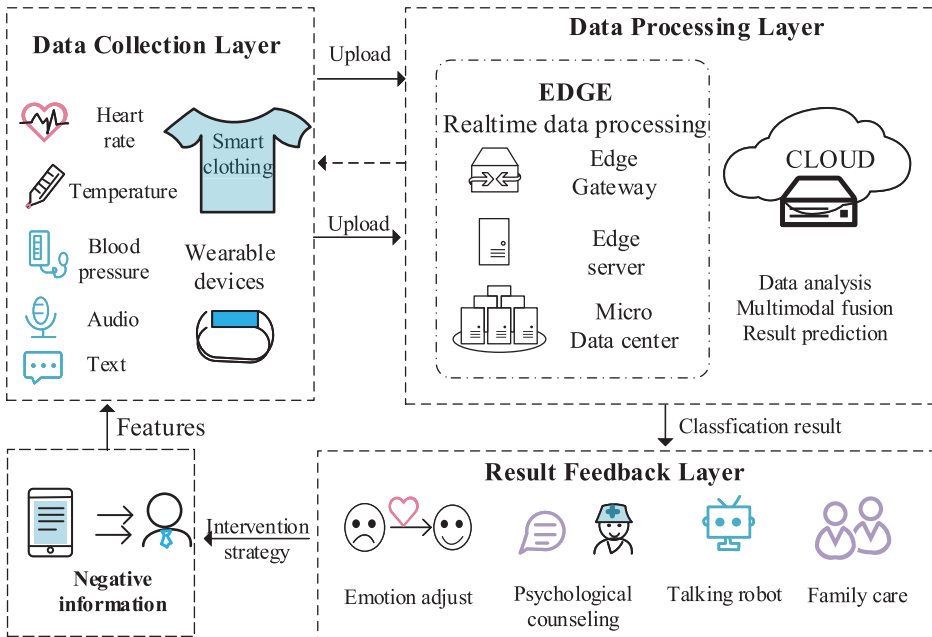 Data Collection Layer
Heart
rate
Temperature
Blood
pressure
Audio
Text
Smart
clothing
Wearable
devices
Upload
Upload
Data Processing Layer
EDGE
Realtime data processing
Edge
Gateway
Edge
server
Micro
Data center
CLOUD
Data analysis
Multimodal fusion
Result prediction
Features
Classfication result
Negative
information
Intervention
strategy
Result Feedback Layer
Emotion adjust
Psychological
counseling
Talking robot
Family care